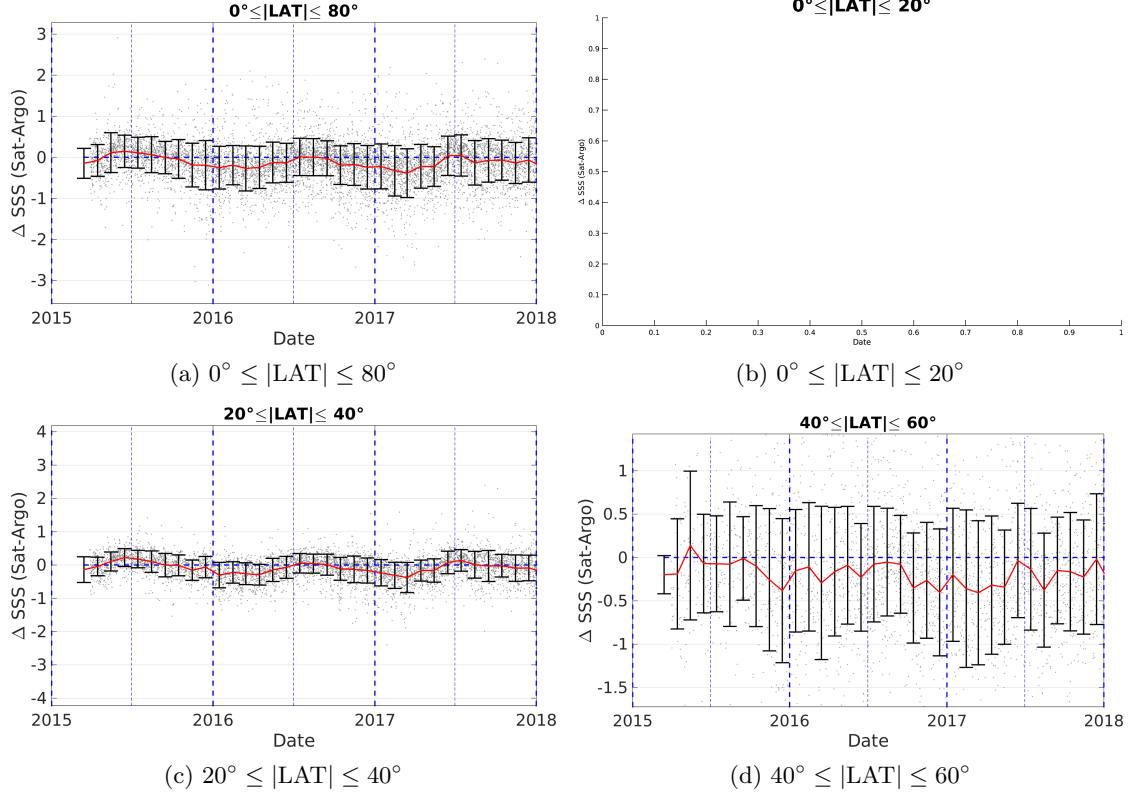 0°≤|LAT|≤ 80°
3
2
1
0
-1
-2
-3
Δ SSS (Sat-Argo)
2015 2016 2017 2018
Date
(a) 0° ≤ |LAT| ≤ 80°
0°≤|LAT|≤ 20°
1
0.9
0.8
0.7
0.6
0.5
0.4
0.3
0.2
0.1
0
Δ SSS (Sat-Argo)
0 0.1 0.2 0.3 0.4 0.5 0.6 0.7 0.8 0.9 1
Date
(b) 0° ≤ |LAT| ≤ 20°
20°≤|LAT|≤ 40°
4
3
2
1
0
-1
-2
-3
-4
Δ SSS (Sat-Argo)
2015 2016 2017 2018
Date
(c) 20° ≤ |LAT| ≤ 40°
40°≤|LAT|≤ 60°
1
0.5
0
-0.5
-1
-1.5
Δ SSS (Sat-Argo)
2015 2016 2017 2018
Date
(d) 40° ≤ |LAT| ≤ 60°